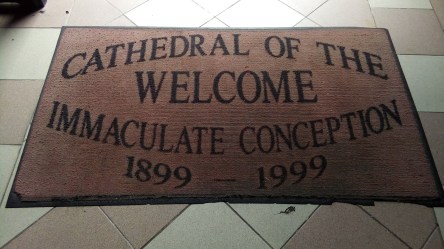 CATHEDRAL OF THE
WELCOME
IMMACULATE CONCEPTION
1899 — 1999